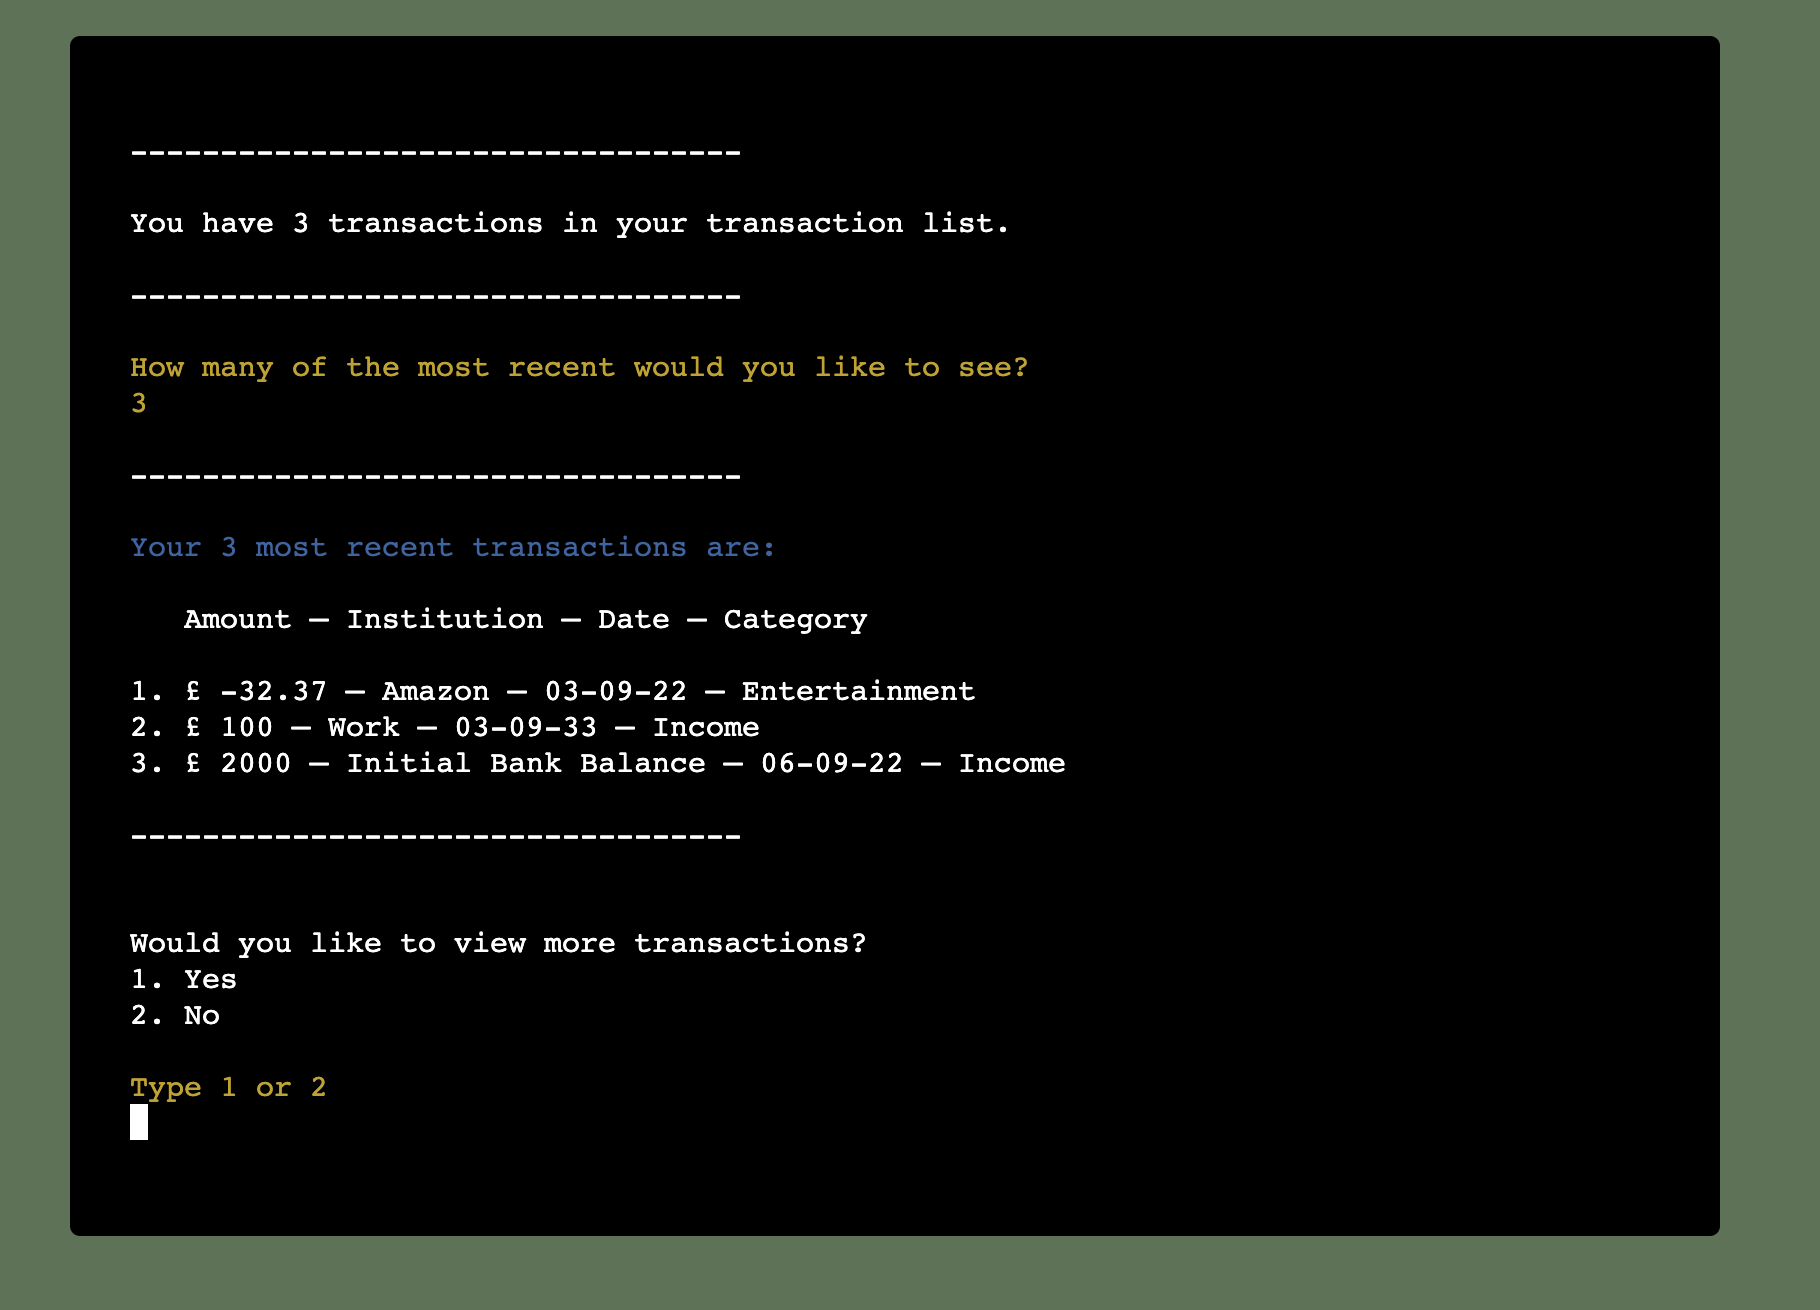 ----------------------------------
You have 3 transactions in your transaction list.
----------------------------------
How many of the most recent would you like to see?
3
----------------------------------
Your 3 most recent transactions are:
Amount — Institution — Date — Category
1. £ -32.37 — Amazon — 03-09-22 — Entertainment
2. £ 100 — Work — 03-09-33 — Income
3. £ 2000 — Initial Bank Balance — 06-09-22 — Income
----------------------------------
Would you like to view more transactions?
1. Yes
2. No
Type 1 or 2